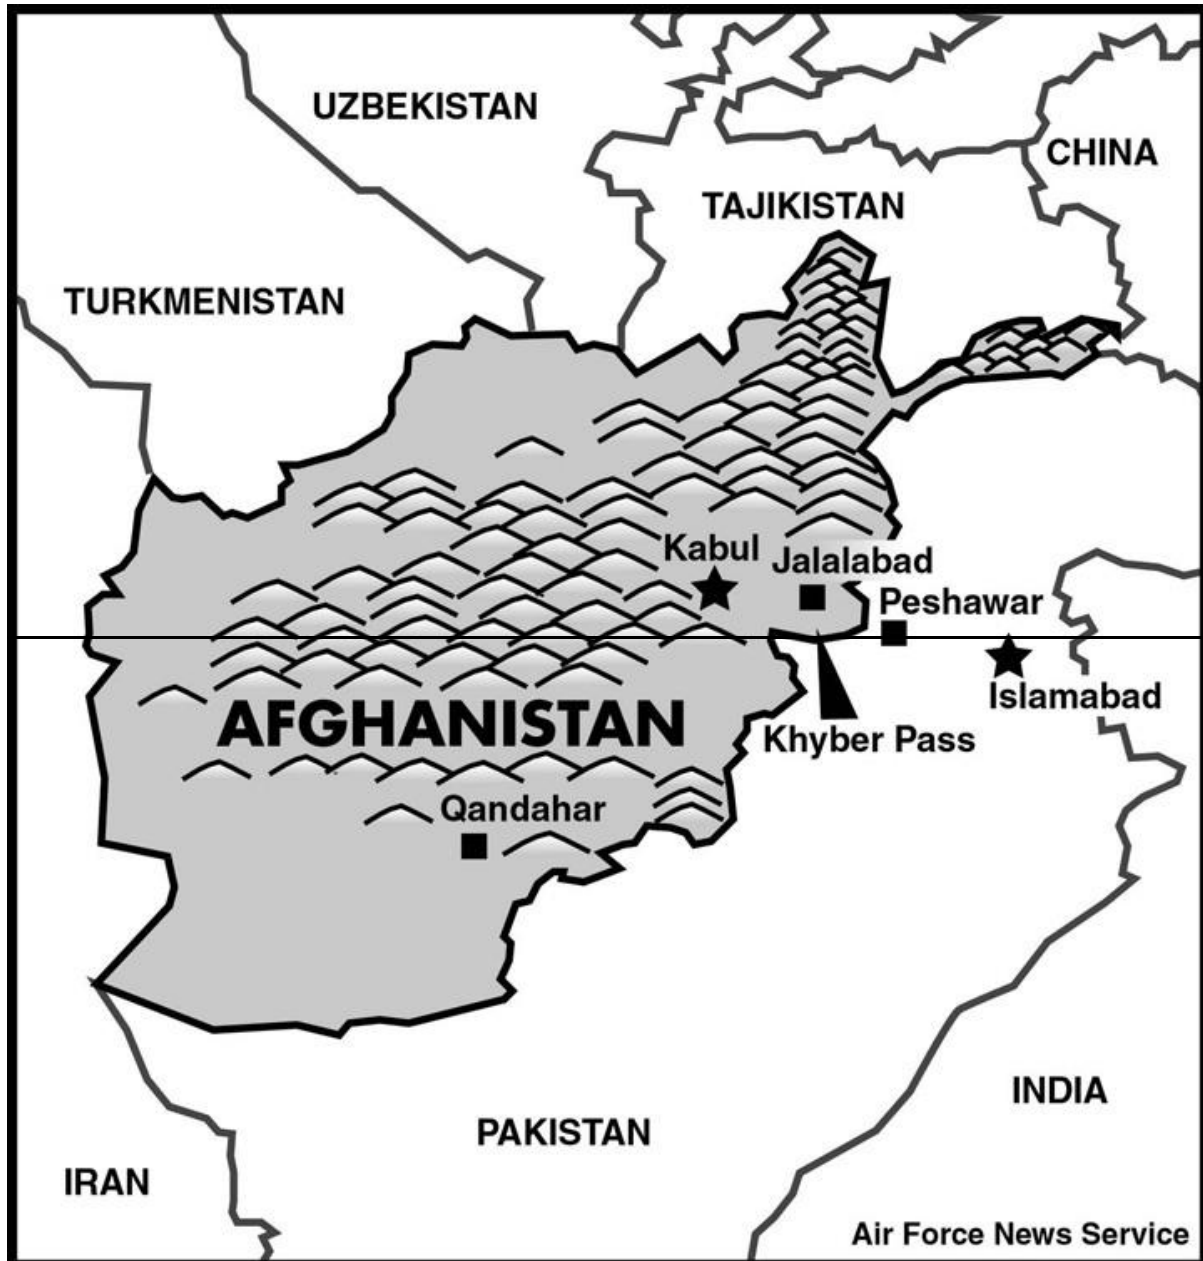 UZBEKISTAN
CHINA
TAJIKISTAN
TURKMENISTAN
Kabul
Jalalabad
Peshawar
Islamabad
AFGHANISTAN
Khyber Pass
Qandahar
INDIA
PAKISTAN
IRAN
Air Force News Service